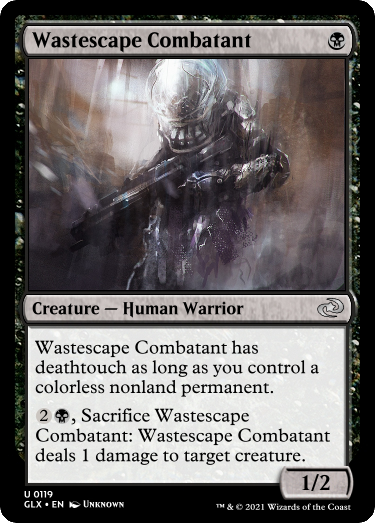 Wastescape Combatant
Creature — Human Warrior
Wastescape Combatant has
deathtouch as long as you control a
colorless nonland permanent.
2, Sacrifice Wastescape
Combatant: Wastescape Combatant
deals 1 damage to target creature.
1/2
U 0119
GLX • EN Unknown
™ & © 2021 Wizards of the Coast